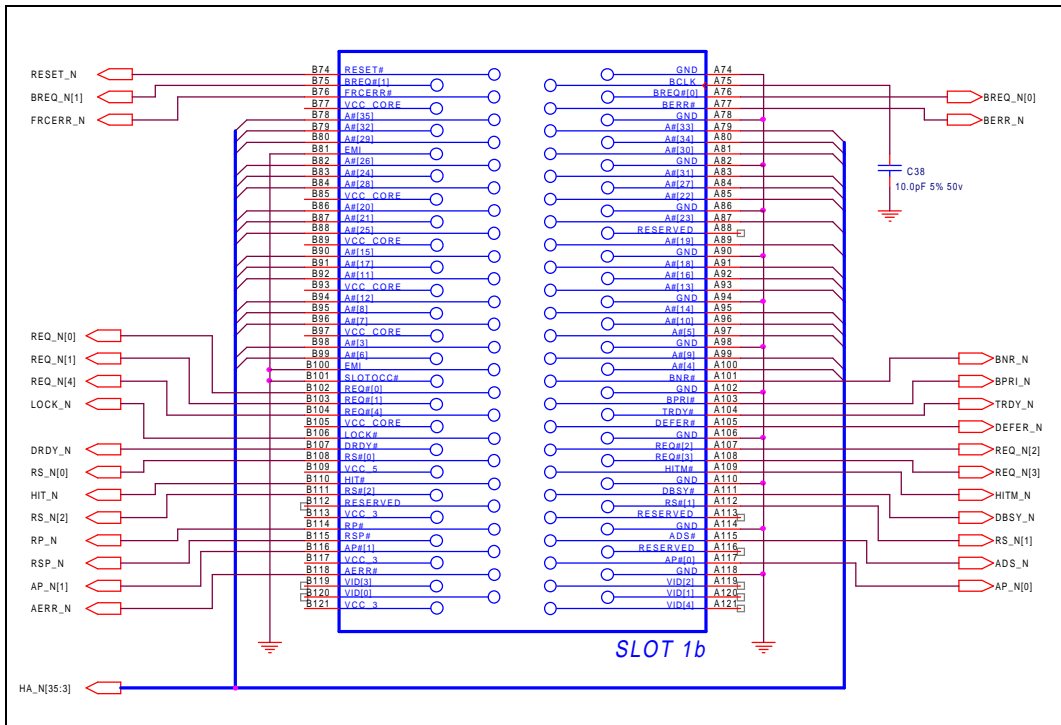 RESET_N
BREQ_N[1]
FRCERR_N
REQ_N[0]
REQ_N[1]
REQ_N[4]
LOCK_N
DRDY_N
RS_N[0]
HIT_N
RS_N[2]
RP_N
RSP_N
AP_N[1]
AERR_N
HA_N[35:3]
B74 RESET#
B75 BREQ#[1]
B76 FRCERR#
B77 VCC_CORE
B78 A#[35]
B79 A#[32]
B80 A#[29]
B81 EMI
B82 A#[26]
B83 A#[24]
B84 A#[28]
B85 VCC_CORE
B86 A#[20]
B87 A#[21]
B88 A#[25]
B89 VCC_CORE
B90 A#[15]
B91 A#[17]
B92 A#[11]
B93 VCC_CORE
B94 A#[12]
B95 A#[8]
B96 A#[7]
B97 VCC_CORE
B98 A#[3]
B99 A#[6]
B100 EMI
B101 SLOTOCC#
B102 REQ#[0]
B103 REQ#[1]
B104 REQ#[4]
B105 VCC_CORE
B106 LOCK#
B107 DRDY#
B108 RS#[0]
B109 VCC_5
B110 HIT#
B111 RS#[2]
B112 RESERVED
B113 VCC_3
B114 RP#
B115 RSP#
B116 AP#[1]
B117 VCC_3
B118 AERR#
B119 VID[3]
B120 VID[0]
B121 VCC_3
GND A74
BCLK A75
BREQ#[0] A76
BERR# A77
GND A78
A#[33] A79
A#[34] A80
A#[30] A81
GND A82
A#[31] A83
A#[27] A84
A#[22] A85
GND A86
A#[23] A87
RESERVED A88
A#[19] A89
GND A90
A#[18] A91
A#[16] A92
A#[13] A93
GND A94
A#[14] A95
A#[10] A96
A#[5] A97
GND A98
A#[9] A99
A#[4] A100
BNR# A101
GND A102
BPRI# A103
TRDY# A104
DEFER# A105
GND A106
REQ#[2] A107
REQ#[3] A108
HITM# A109
GND A110
DBSY# A111
RS#[1] A112
RESERVED A113
GND A114
ADS# A115
RESERVED A116
AP#[0] A117
GND A118
VID[2] A119
VID[1] A120
VID[4] A121
SLOT 1b
BREQ_N[0]
BERR_N
C38
10.0pF 5% 50v
BNR_N
BPRI_N
TRDY_N
DEFER_N
REQ_N[2]
REQ_N[3]
HITM_N
DBSY_N
RS_N[1]
ADS_N
AP_N[0]